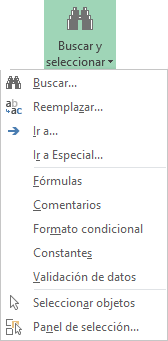 Buscar y
seleccionar
Buscar...
Reemplazar...
Ir a...
Ir a Especial...
Fórmulas
Comentarios
Formato condicional
Constantes
Validación de datos
Seleccionar objetos
Panel de selección...